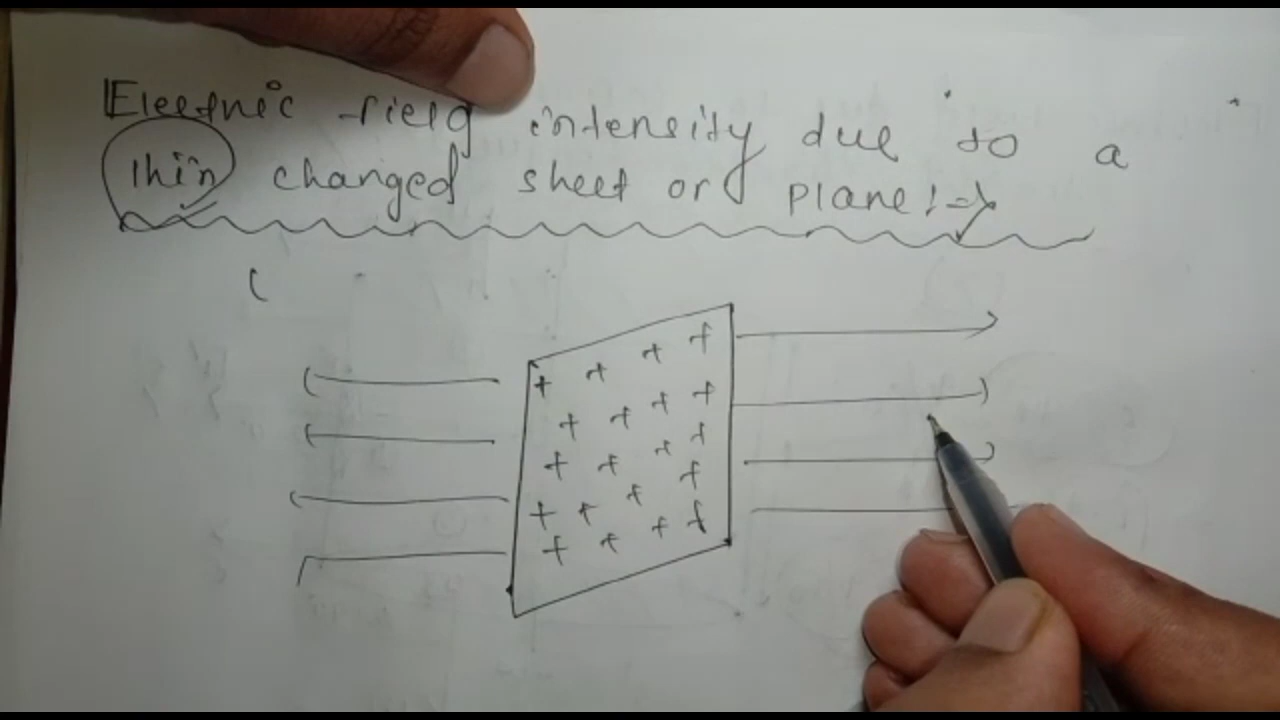 Electric field intensity due to a
thin charged sheet or plane:⇒